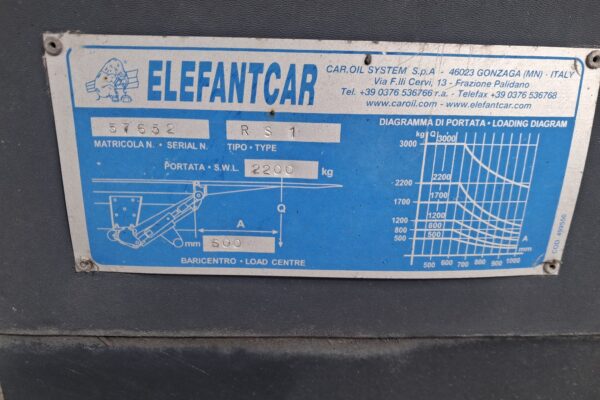 ELEFANTCAR
CAR.OIL SYSTEM S.p.A - 46023 GONZAGA (MN) - ITALY
Via F.lli Cervi, 13 - Frazione Palidano
Tel. +39 0376 536766 r.a. - Telefax +39 0376 536768
www.caroil.com - www.elefantcar.com
57652 RS1
MATRICOLA N. • SERIAL N. TIPO • TYPE
PORTATA • S.W.L. 2200 kg
A
Q
mm 500
BARICENTRO • LOAD CENTRE
DIAGRAMMA DI PORTATA • LOADING DIAGRAM
kg Q
3000 3000
2200 2200
1700 1700
1200 1200
800 800
500 500
A
mm
500 600 700 800 900 1000